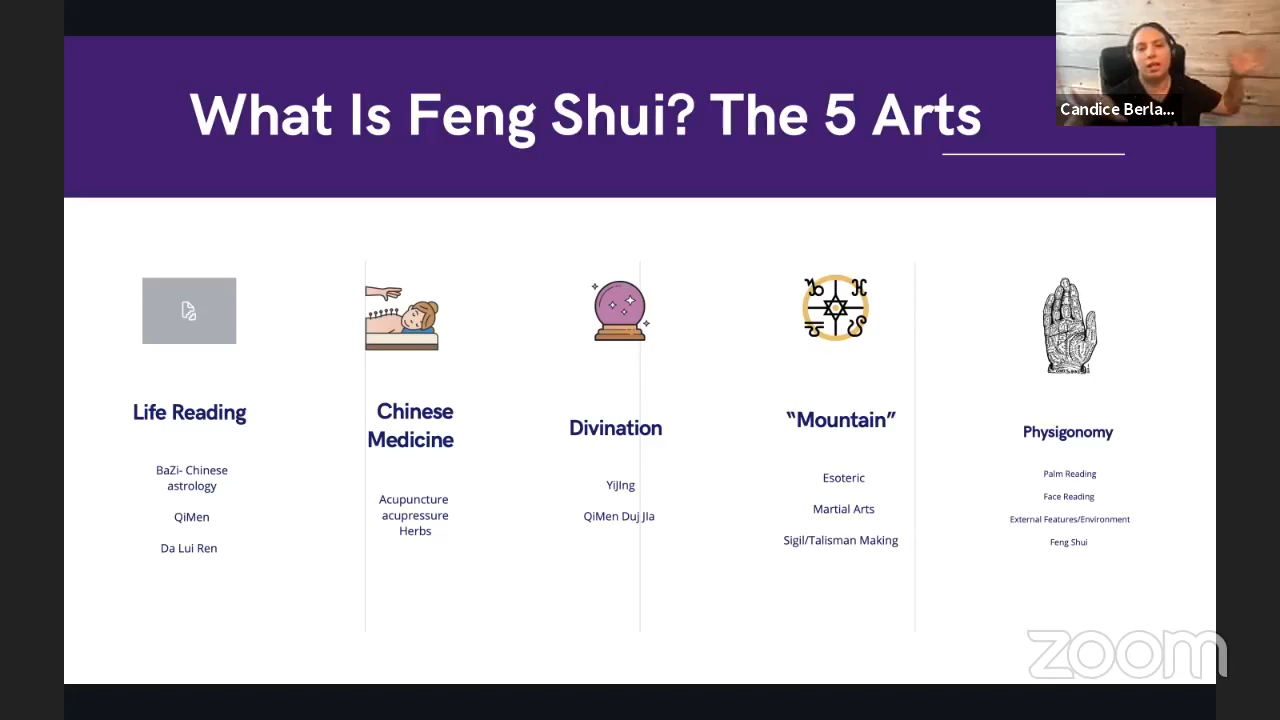 What Is Feng Shui? The 5 Arts
Candice Berla...
Life Reading
BaZi- Chinese
astrology
QiMen
Da Lui Ren
Chinese
Medicine
Acupuncture
acupressure
Herbs
Divination
YiJIng
QiMen Duj JIa
“Mountain”
Esoteric
Martial Arts
Sigil/Talisman Making
Physigonomy
Palm Reading
Face Reading
External Features/Environment
Feng Shui
zoom